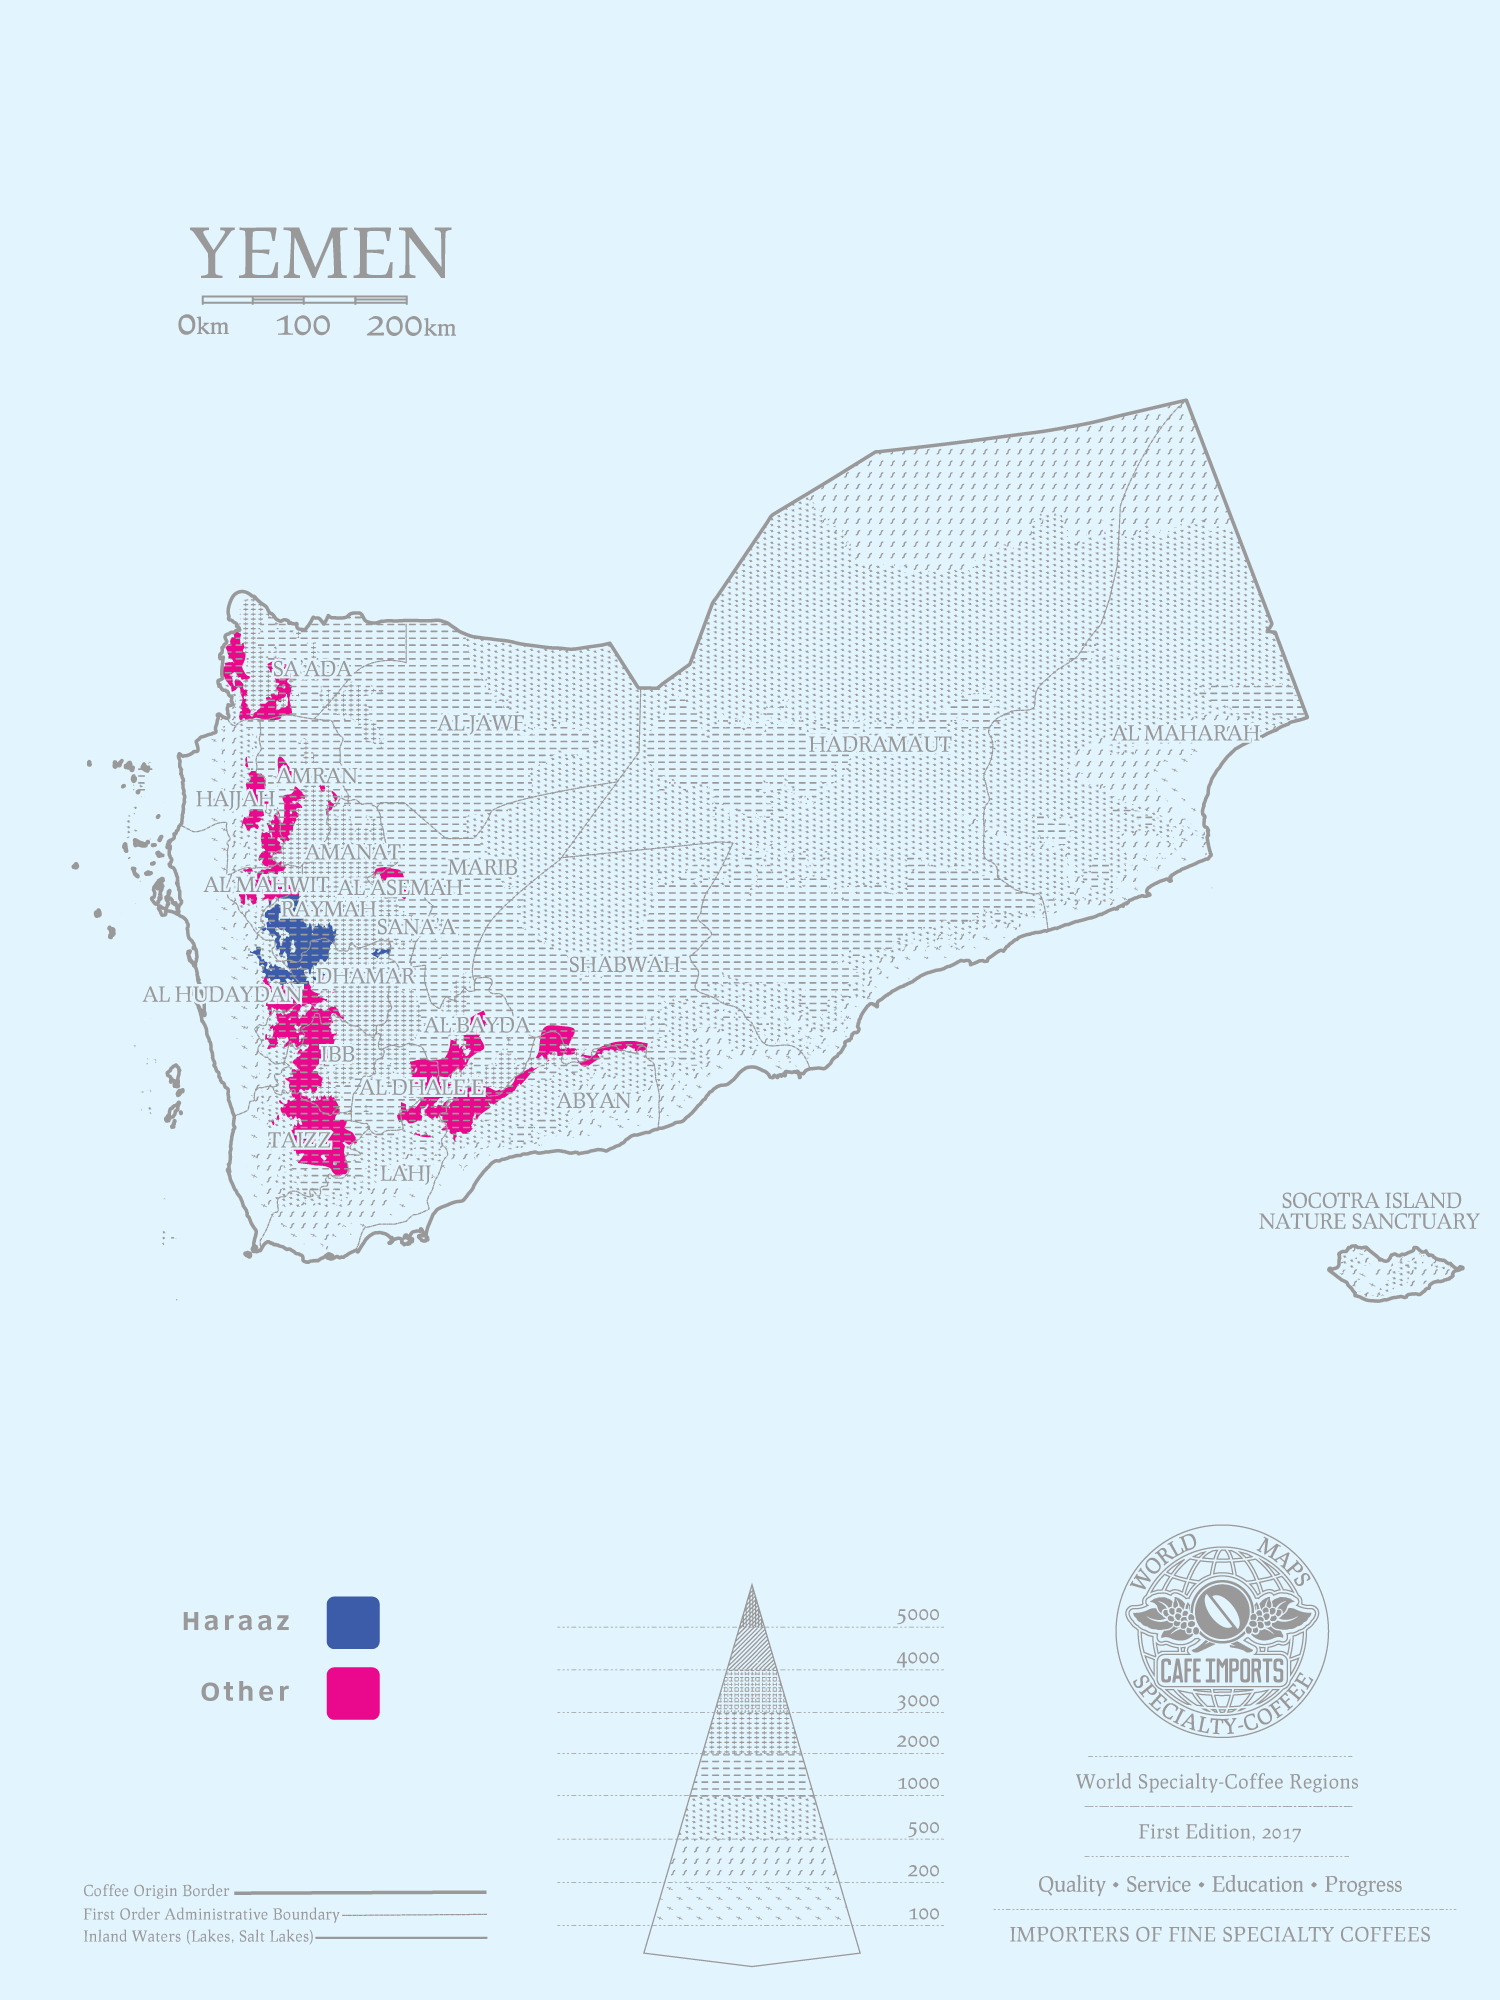 YEMEN
0km 100 200km
SA'ADA
AL JAWF
HADRAMAUT
AL MAHARAH
AMRAN
HAJJAH
AMANAT
MARIB
AL MAHWIT
AL ASEMAH
RAYMAH
SANA'A
SHABWAH
DHAMAR
AL HUDAYDAN
AL BAYDA
IBB
AL DHALE'E
ABYAN
TAIZZ
LAHJ
SOCOTRA ISLAND
NATURE SANCTUARY
Haraaz
Other
5000
4000
3000
2000
1000
500
200
100
Coffee Origin Border
First Order Administrative Boundary
Inland Waters (Lakes, Salt Lakes)
WORLD MAPS
CAFE IMPORTS
SPECIALTY-COFFEE
World Specialty-Coffee Regions
First Edition, 2017
Quality • Service • Education • Progress
IMPORTERS OF FINE SPECIALTY COFFEES